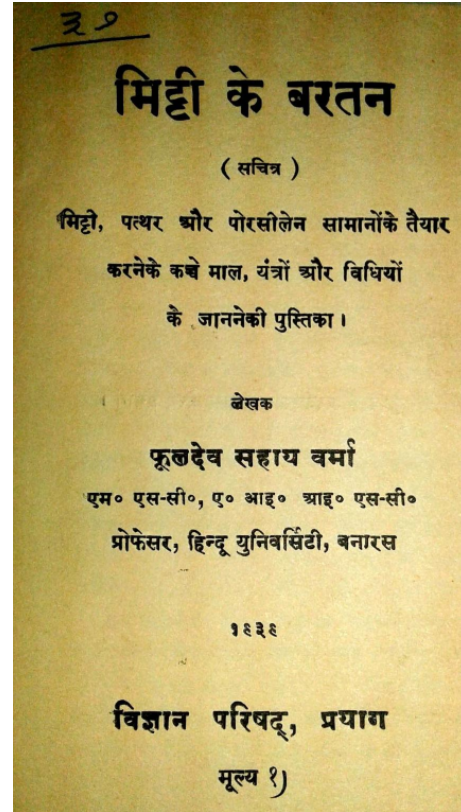 ३१
मिट्टी के बरतन
( सचित्र )
मिट्टी, पत्थर और पोरसीलेन सामानोंके तैयार
करनेके कच्चे माल, यंत्रों और विधियों
के जाननेकी पुस्तिका ।
लेखक
फूलदेव सहाय वर्मा
एम० एस-सी०, ए० आइ० आइ० एस-सी०
प्रोफेसर, हिन्दू युनिवर्सिटी, बनारस
१९३९
विज्ञान परिषद्, प्रयाग
मूल्य १)